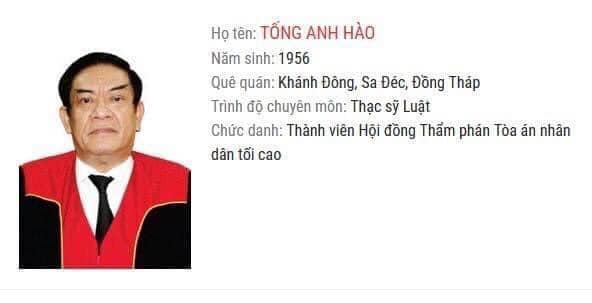 Họ tên: TỐNG ANH HÀO
Năm sinh: 1956
Quê quán: Khánh Đông, Sa Đéc, Đồng Tháp
Trình độ chuyên môn: Thạc sỹ Luật
Chức danh: Thành viên Hội đồng Thẩm phán Tòa án nhân
dân tối cao